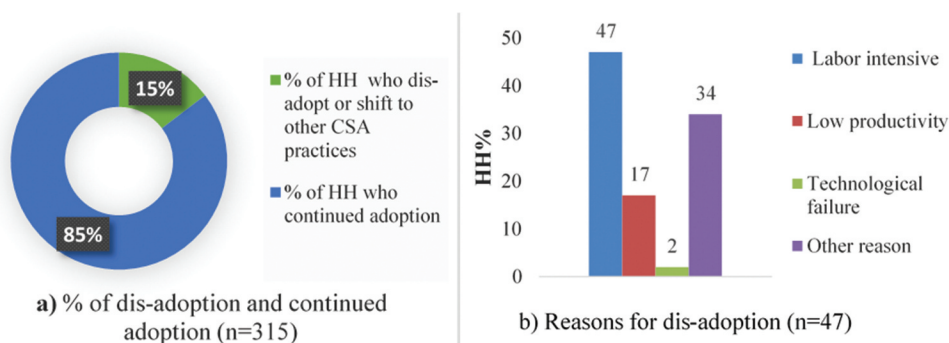 15%
85%
% of HH who dis-
adopt or shift to
other CSA
practices
% of HH who
continued adoption
a) % of dis-adoption and continued
adoption (n=315)
HH%
50
40
30
20
10
0
47
17
2
34
Labor intensive
Low productivity
Technological
failure
Other reason
b) Reasons for dis-adoption (n=47)